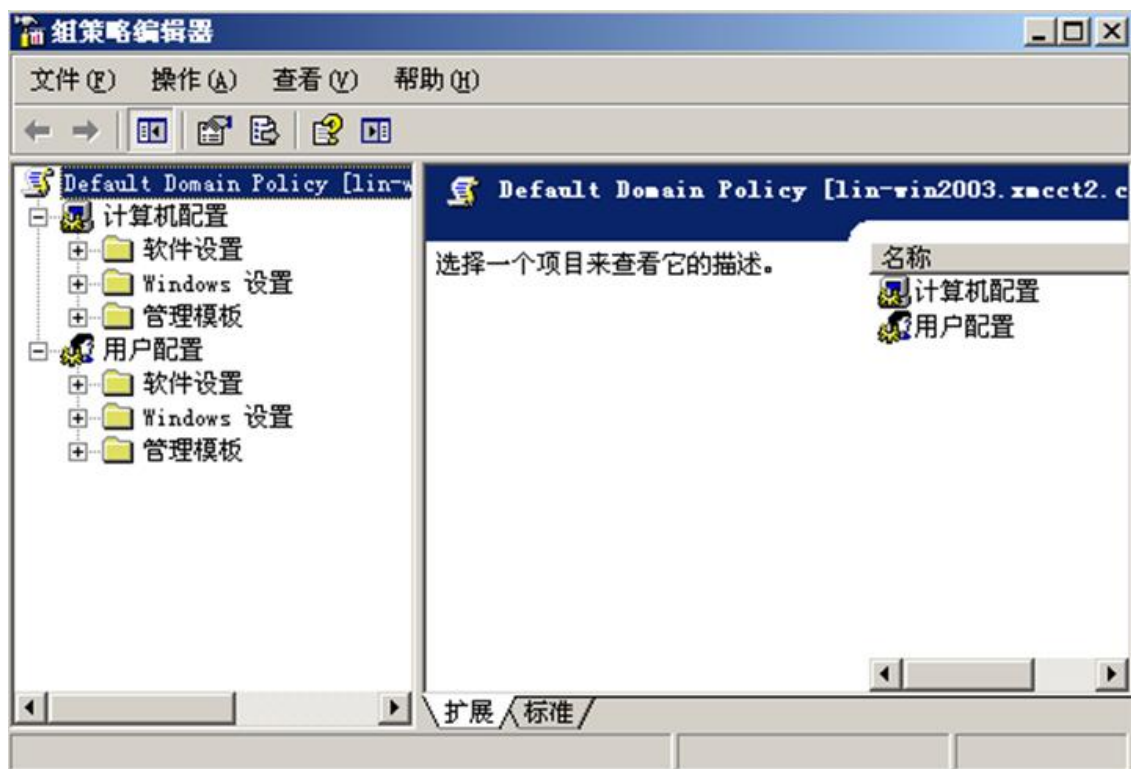 组策略编辑器
文件(F) 操作(A) 查看(V) 帮助(H)
Default Domain Policy [lin-w
计算机配置
软件设置
Windows 设置
管理模板
用户配置
软件设置
Windows 设置
管理模板
Default Domain Policy [lin-win2003.xmcct2.c
选择一个项目来查看它的描述。
名称
计算机配置
用户配置
扩展 标准